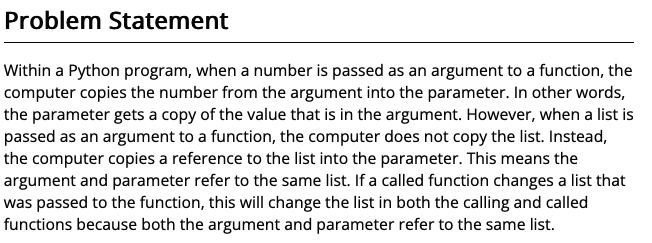 Problem Statement
Within a Python program, when a number is passed as an argument to a function, the
computer copies the number from the argument into the parameter. In other words,
the parameter gets a copy of the value that is in the argument. However, when a list is
passed as an argument to a function, the computer does not copy the list. Instead,
the computer copies a reference to the list into the parameter. This means the
argument and parameter refer to the same list. If a called function changes a list that
was passed to the function, this will change the list in both the calling and called
functions because both the argument and parameter refer to the same list.